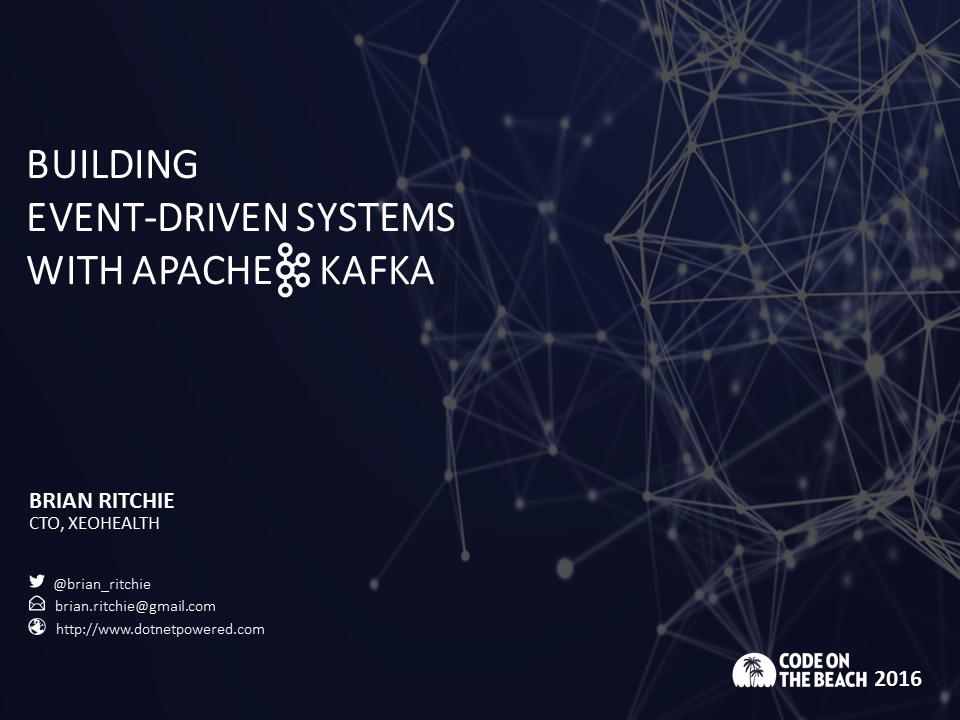 BUILDING
EVENT-DRIVEN SYSTEMS
WITH APACHE KAFKA
BRIAN RITCHIE
CTO, XEOHEALTH
@brian_ritchie
brian.ritchie@gmail.com
http://www.dotnetpowered.com
CODE ON
THE BEACH 2016